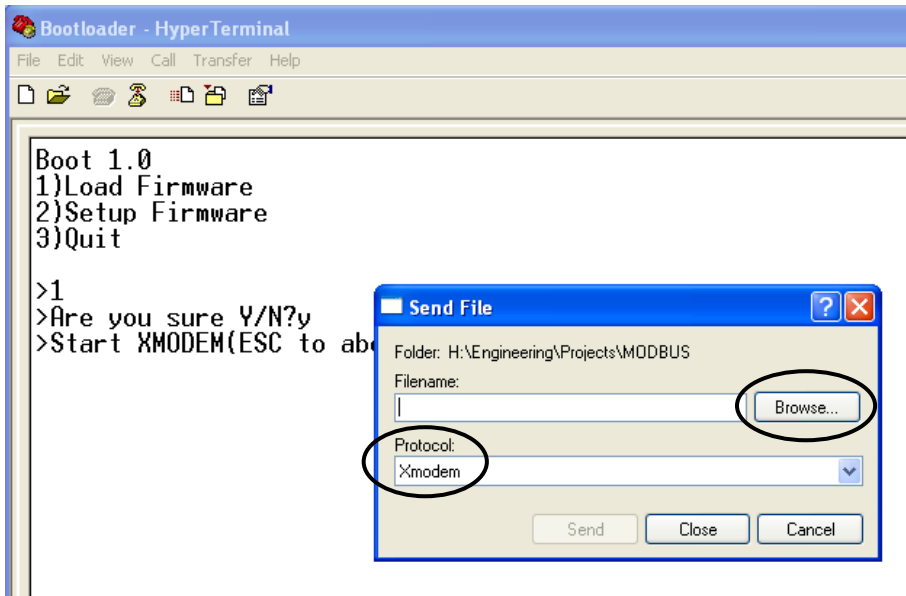 Bootloader - HyperTerminal
File Edit View Call Transfer Help
Boot 1.0
1)Load Firmware
2)Setup Firmware
3)Quit
>1
>Are you sure Y/N?y
>Start XMODEM(ESC to
Send File
Folder: H:\Engineering\Projects\MODBUS
Filename:
Browse...
Protocol:
Xmodem
Send Close Cancel